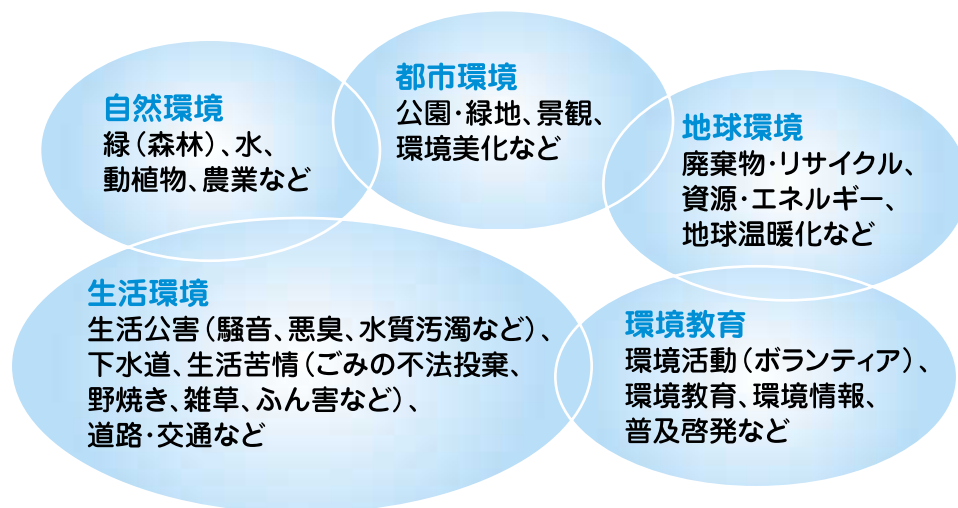 自然環境
緑（森林）、水、
動植物、農業など
都市環境
公園・緑地、景観、
環境美化など
地球環境
廃棄物・リサイクル、
資源・エネルギー、
地球温暖化など
生活環境
生活公害（騒音、悪臭、水質汚濁など）、
下水道、生活苦情（ごみの不法投棄、
野焼き、雑草、ふん害など）、
道路・交通など
環境教育
環境活動（ボランティア）、
環境教育、環境情報、
普及啓発など